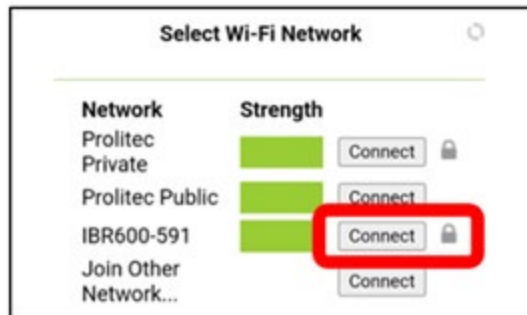 Select Wi-Fi Network
Network Strength
Prolitec
Private Connect
Prolitec Public Connect
IBR600-591 Connect
Join Other
Network... Connect